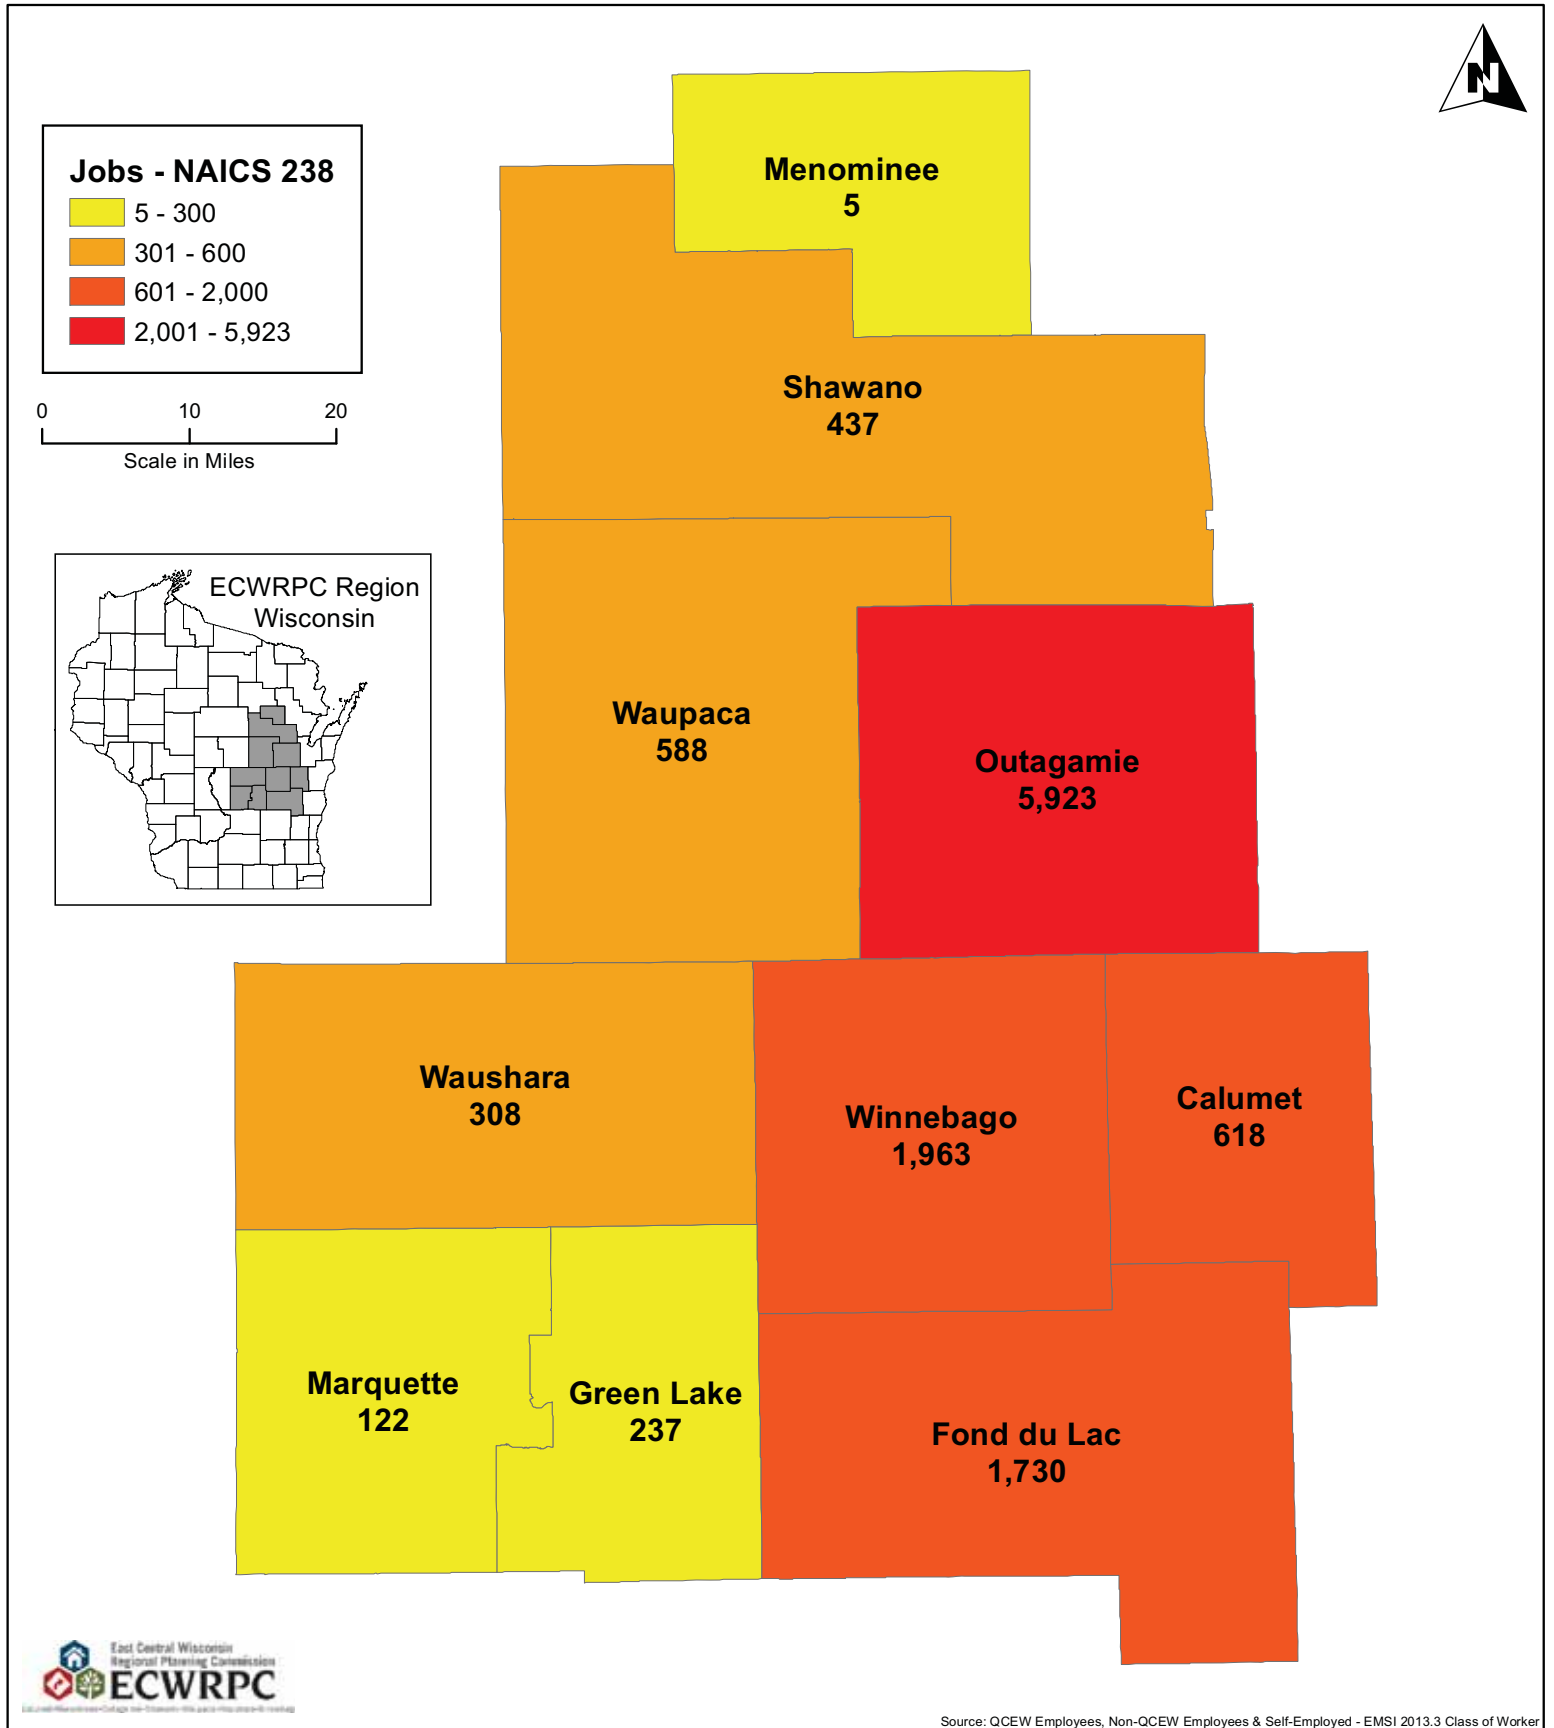 N
Jobs - NAICS 238
5 - 300
301 - 600
601 - 2,000
2,001 - 5,923
0 10 20
Scale in Miles
ECWRPC Region
Wisconsin
Menominee
5
Shawano
437
Waupaca
588
Outagamie
5,923
Waushara
308
Winnebago
1,963
Calumet
618
Marquette
122
Green Lake
237
Fond du Lac
1,730
East Central Wisconsin
Regional Planning Commission
ECWRPC
Source: QCEW Employees, Non-QCEW Employees & Self-Employed - EMSI 2013.3 Class of Worker